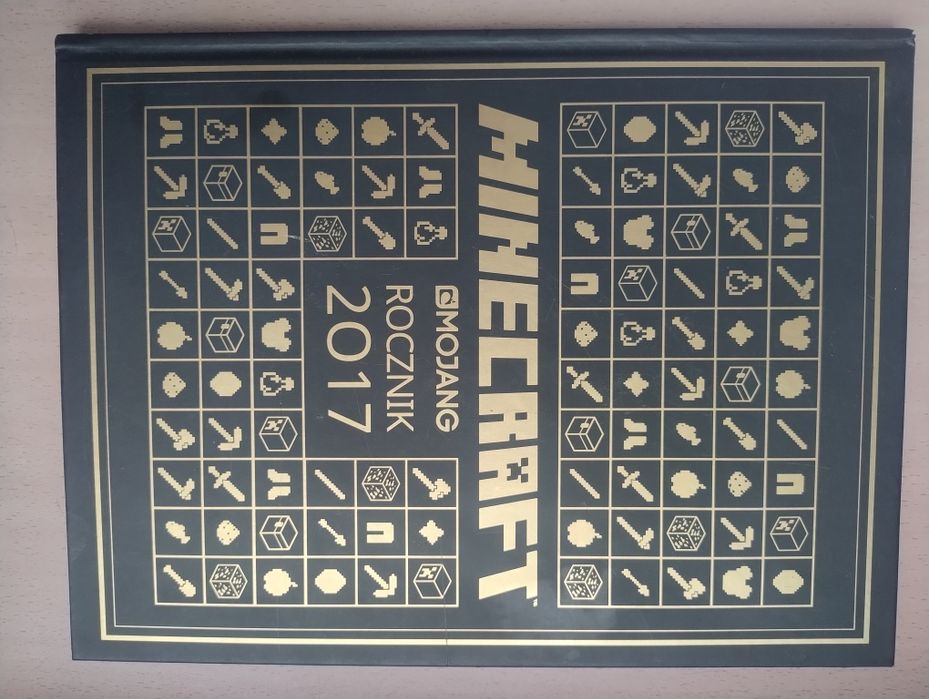 MINECRAFT
MOJANG
ROCZNIK
2017